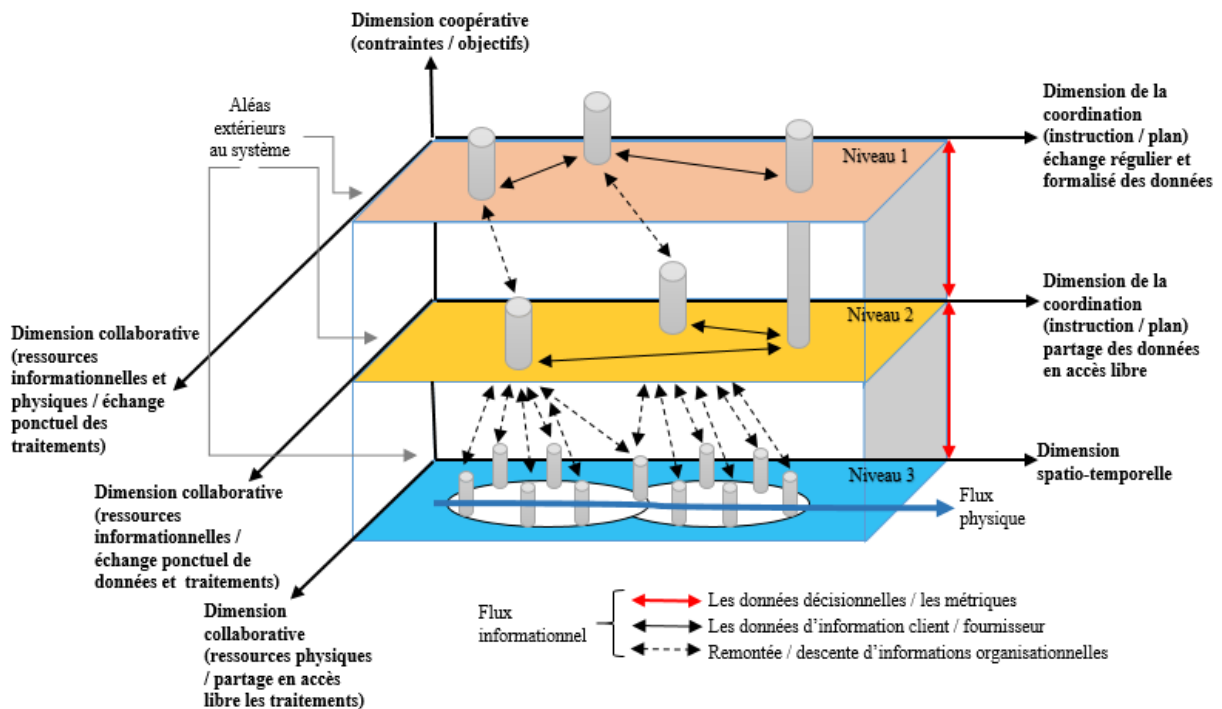 Dimension coopérative
(contraintes / objectifs)
Aléas
extérieurs
au système
Dimension de la
coordination
(instruction / plan)
échange régulier et
formalisé des données
Niveau 1
Dimension de la
coordination
(instruction / plan)
partage des données
en accès libre
Niveau 2
Dimension collaborative
(ressources
informationnelles et
physiques / échange
ponctuel des
traitements)
Dimension
spatio-temporelle
Niveau 3
Flux
physique
Dimension collaborative
(ressources
informationnelles /
échange ponctuel de
données et traitements)
Dimension
collaborative
(ressources physiques
/ partage en accès
libre les traitements)
Flux
informationnel
Les données décisionnelles / les métriques
Les données d’information client / fournisseur
Remontée / descente d’informations organisationnelles